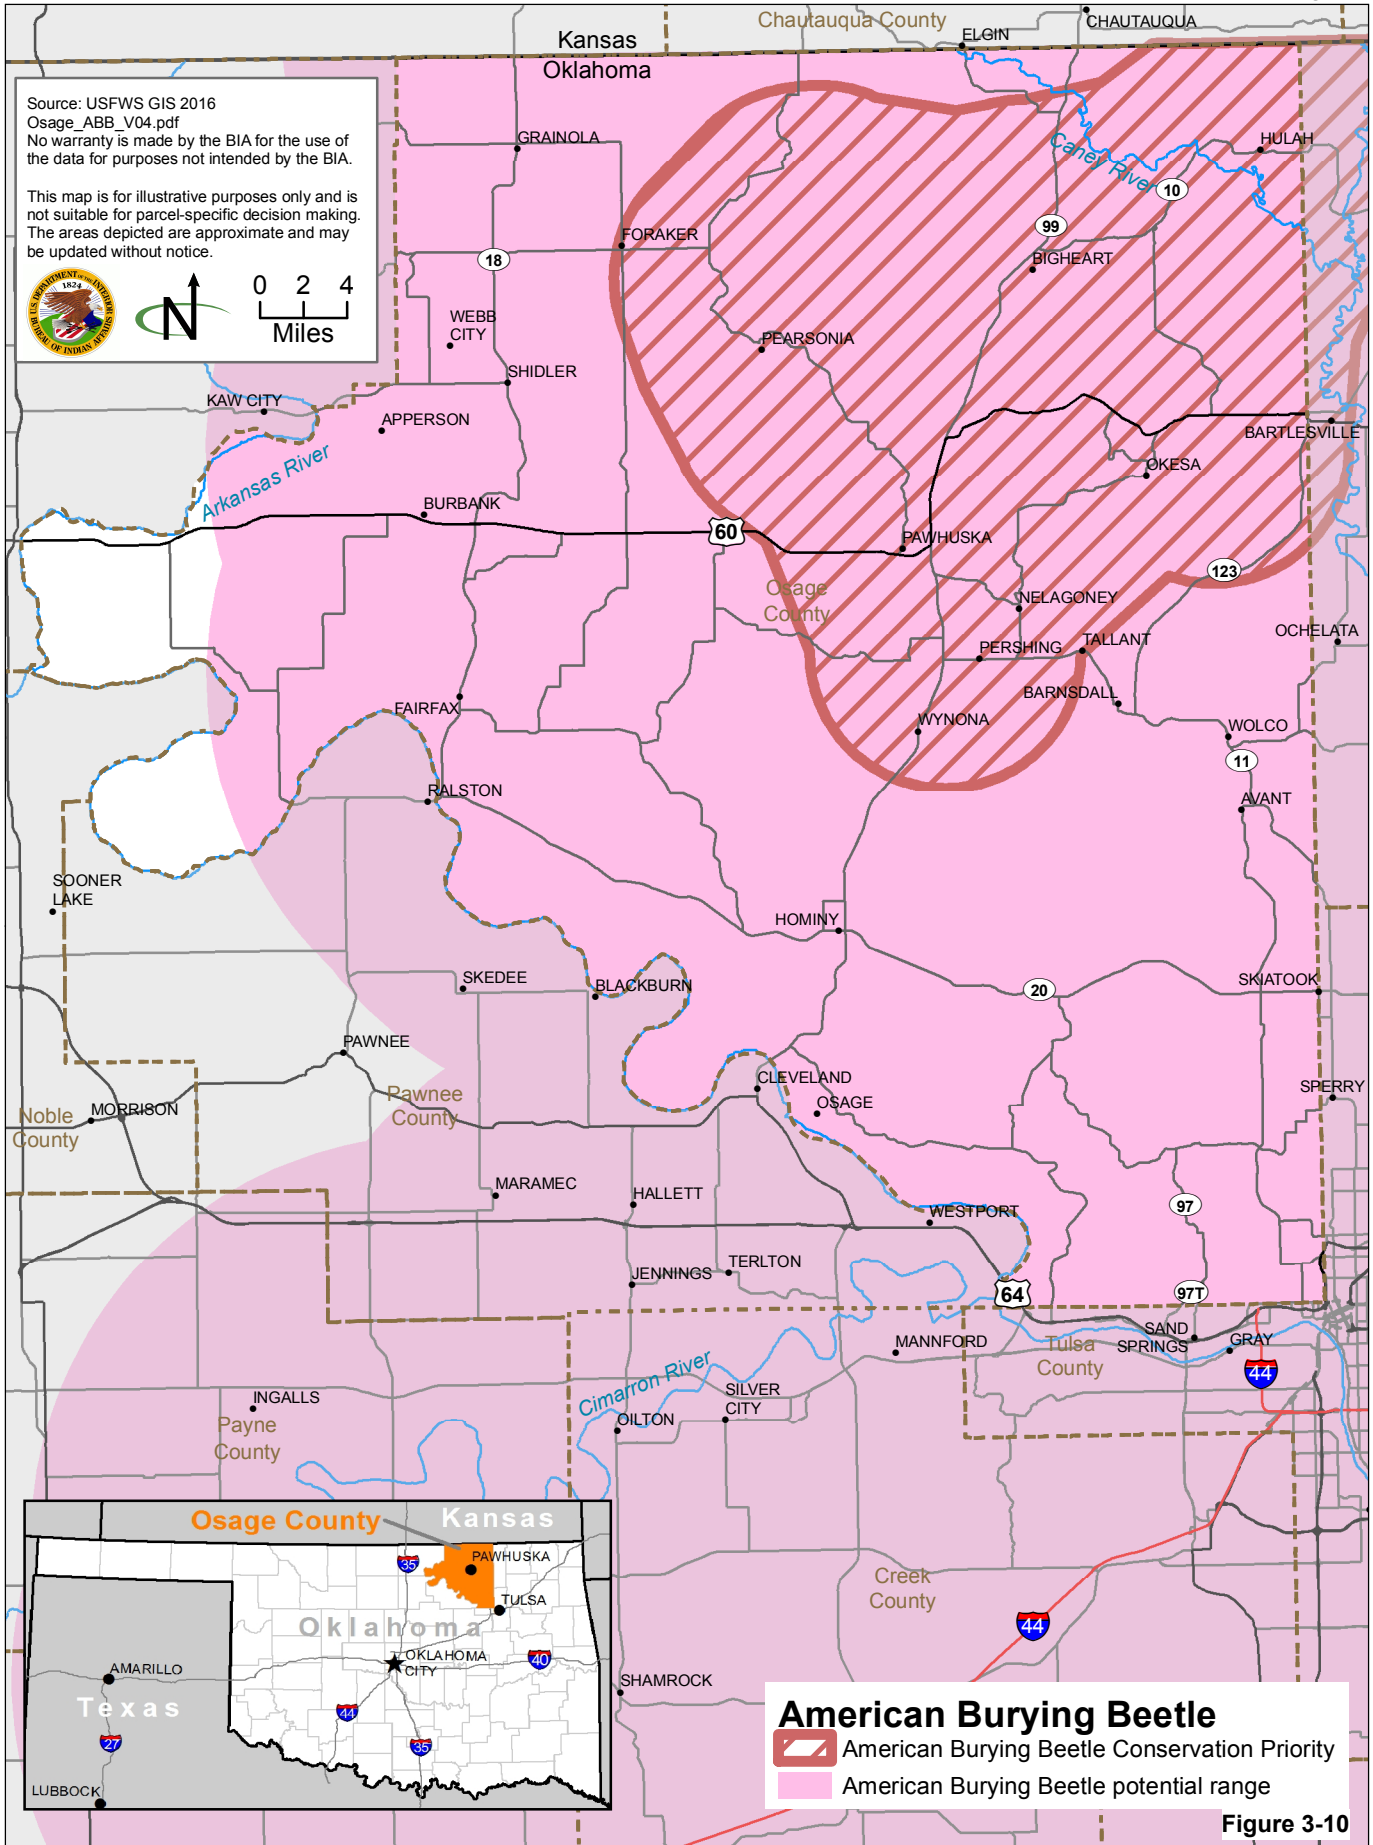 Chautauqua County
CHAUTAUQUA
ELGIN
Kansas
Oklahoma
Source: USFWS GIS 2016
Osage_ABB_V04.pdf
No warranty is made by the BIA for the use of
the data for purposes not intended by the BIA.
This map is for illustrative purposes only and is
not suitable for parcel-specific decision making.
The areas depicted are approximate and may
be updated without notice.
U.S. DEPARTMENT OF THE INTERIOR
1824
BUREAU OF INDIAN AFFAIRS
N
0 2 4
Miles
GRAINOLA
HULAH
Caney River
10
99
FORAKER
18
BIGHEART
WEBB
CITY
PEARSONIA
SHIDLER
KAW CITY
APPERSON
BARTLESVILLE
Arkansas River
OKESA
BURBANK
60
PAWHUSKA
123
Osage
County
NELAGONEY
OCHELATA
PERSHING
TALLANT
BARNSDALL
FAIRFAX
WYNONA
WOLCO
11
RALSTON
AVANT
SOONER
LAKE
HOMINY
SKEDEE
BLACKBURN
20
SKIATOOK
PAWNEE
CLEVELAND
Pawnee
County
OSAGE
SPERRY
Noble
County
MORRISON
MARAMEC
HALLETT
97
WESTPORT
JENNINGS
TERLTON
64
97T
MANNFORD
Tulsa
County
SAND
SPRINGS
GRAY
44
Cimarron River
INGALLS
SILVER
CITY
Payne
County
OILTON
Creek
County
44
SHAMROCK
Osage County
Kansas
35
PAWHUSKA
TULSA
Oklahoma
OKLAHOMA
CITY
40
AMARILLO
Texas
44
27
35
LUBBOCK
American Burying Beetle
American Burying Beetle Conservation Priority
American Burying Beetle potential range
Figure 3-10